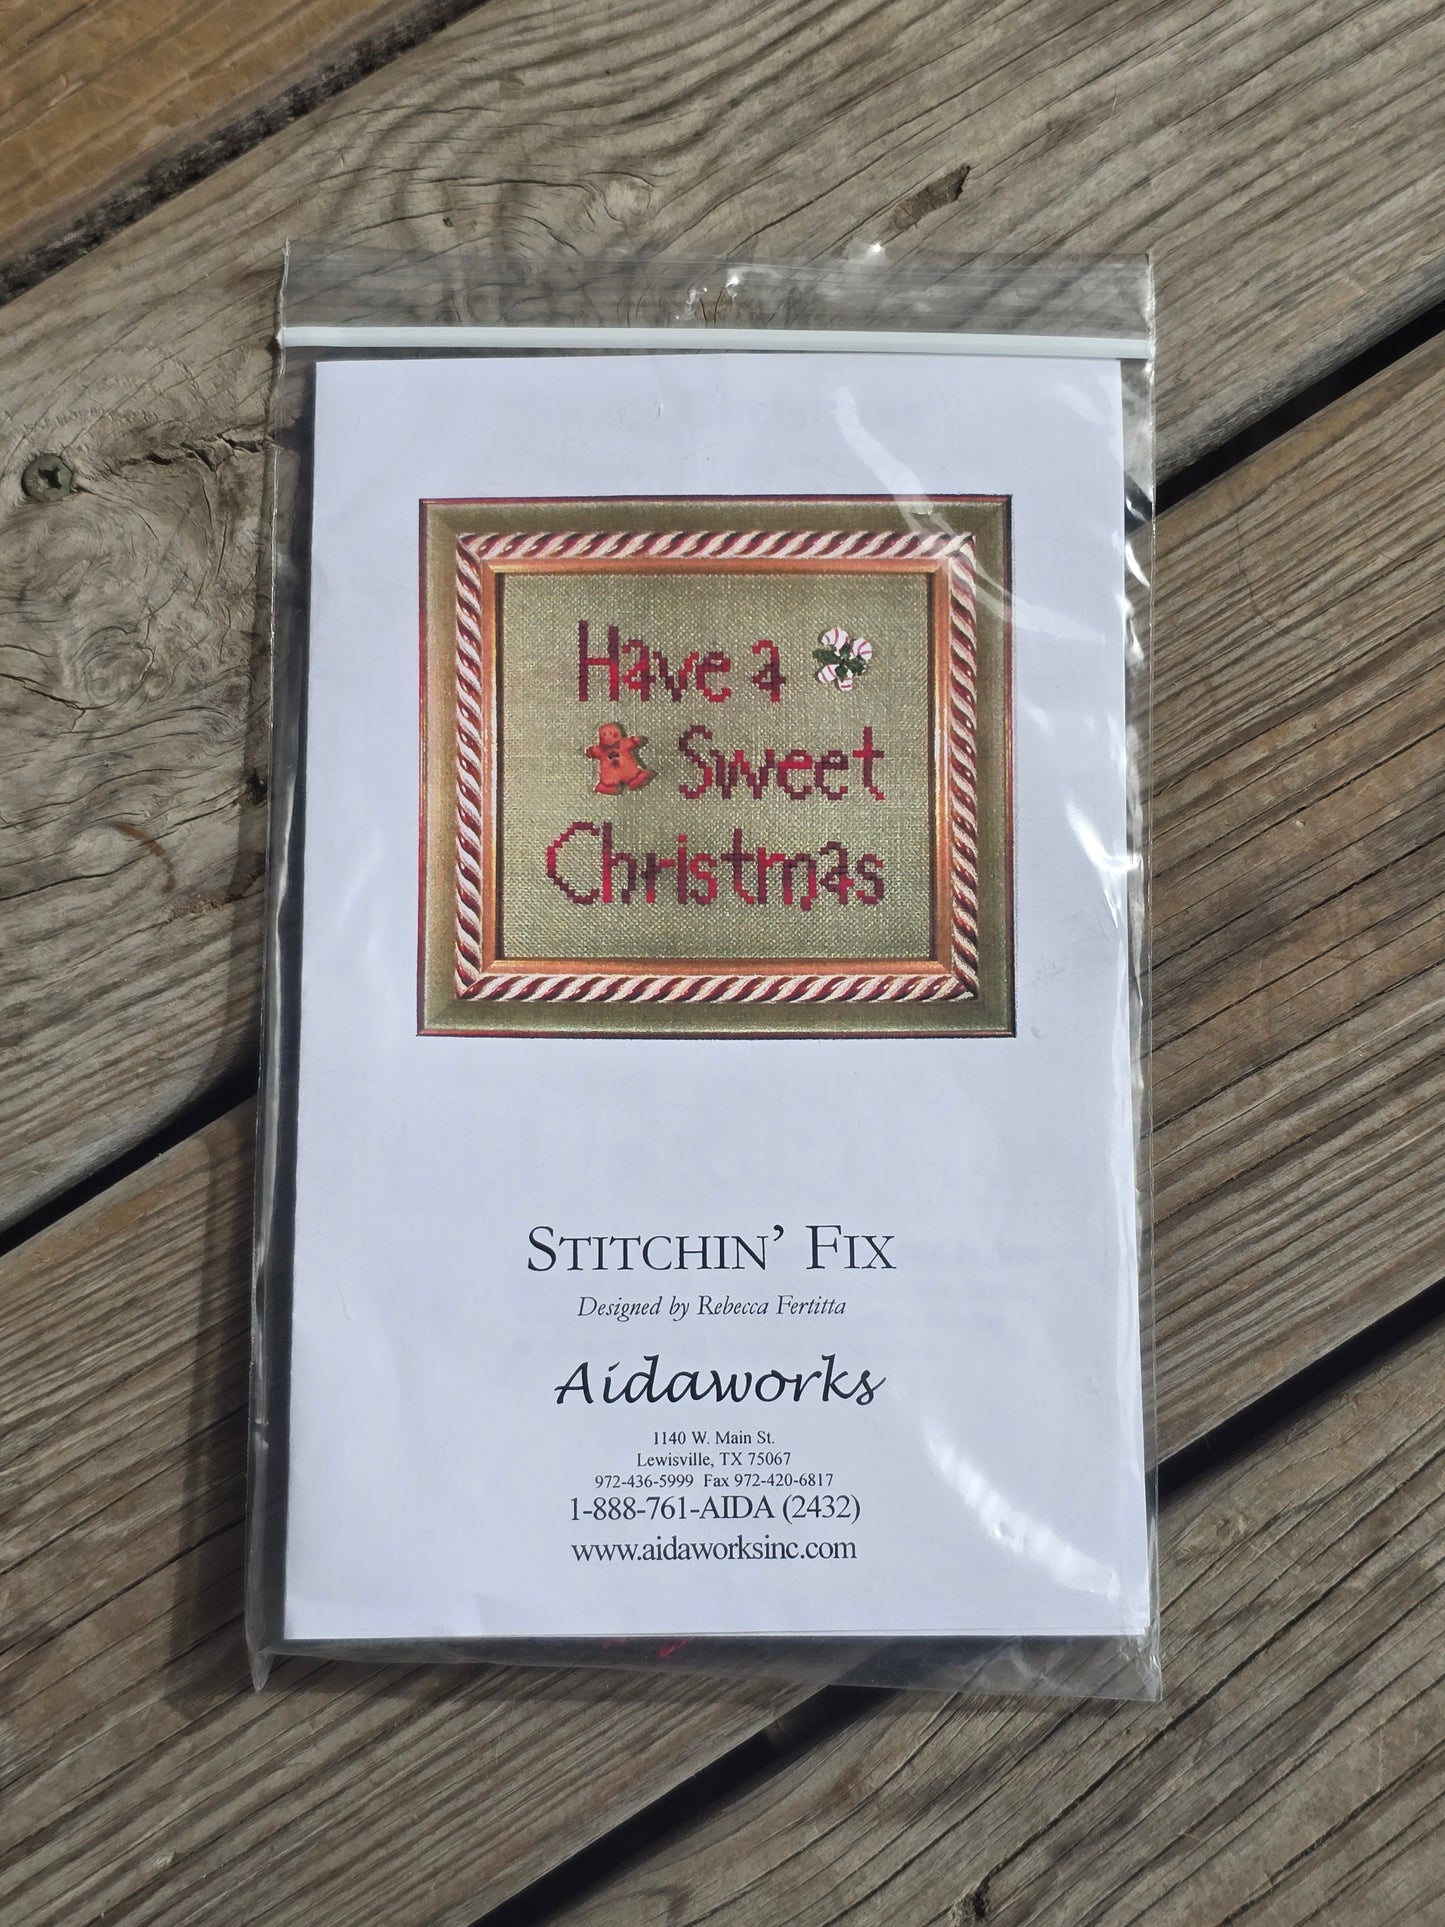 Have a
Sweet
Christmas
STITCHIN' FIX
Designed by Rebecca Fertitta
Aidaworks
1140 W. Main St.
Lewisville, TX 75067
972-436-5999 Fax 972-420-6817
1-888-761-AIDA (2432)
www.aidaworksinc.com